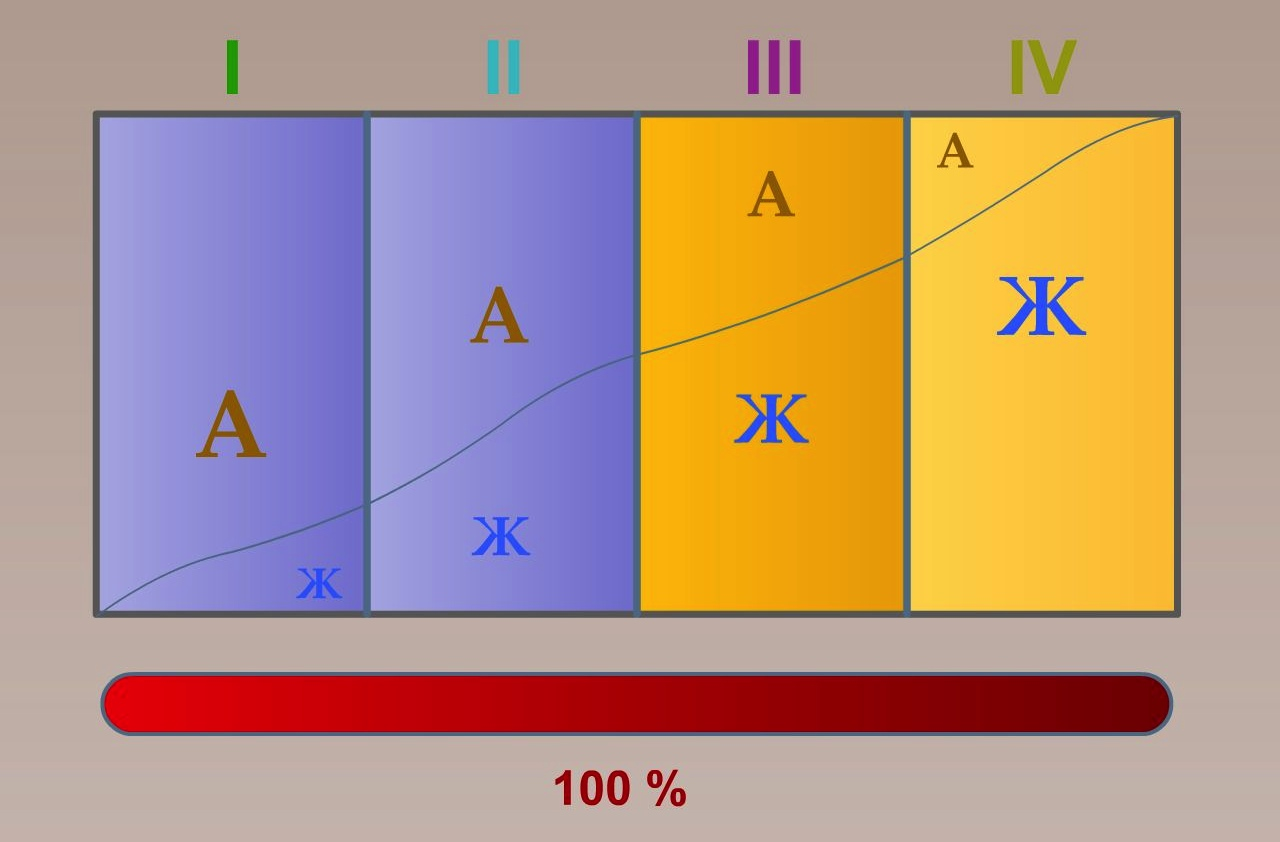 I II III IV
А А А А
Ж Ж Ж Ж
100 %